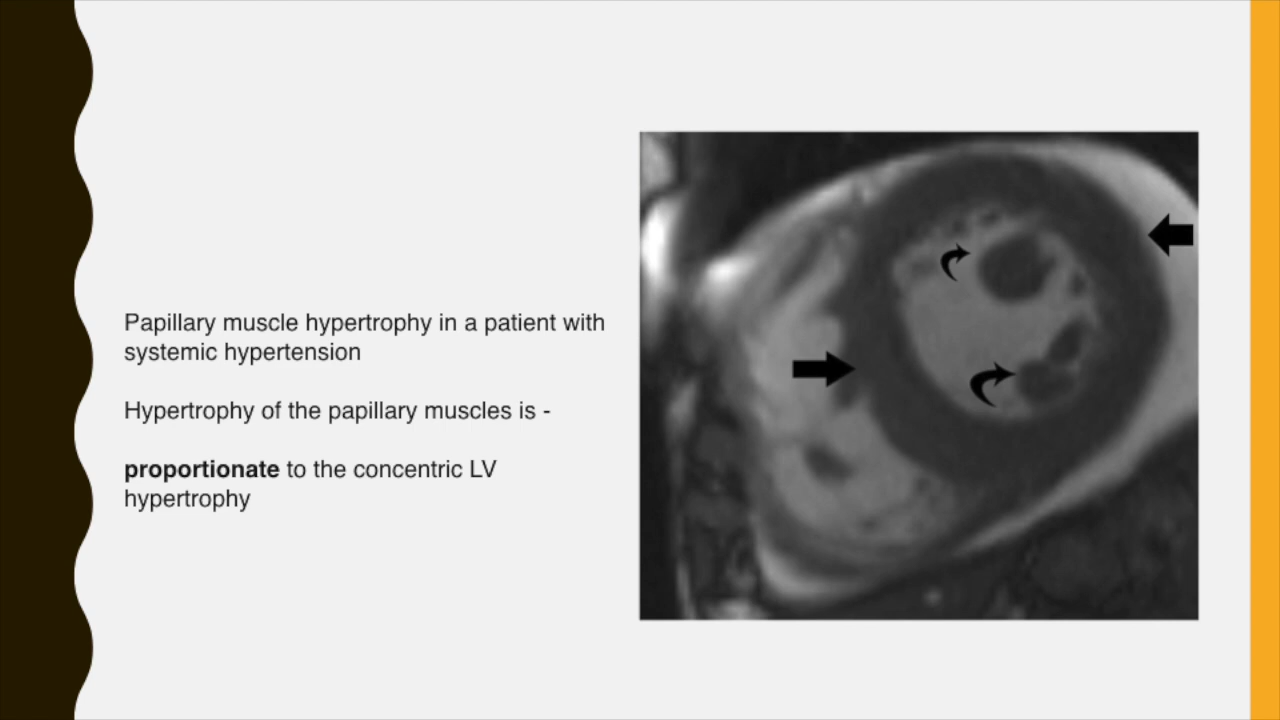 Papillary muscle hypertrophy in a patient with
systemic hypertension
Hypertrophy of the papillary muscles is -
proportionate to the concentric LV
hypertrophy